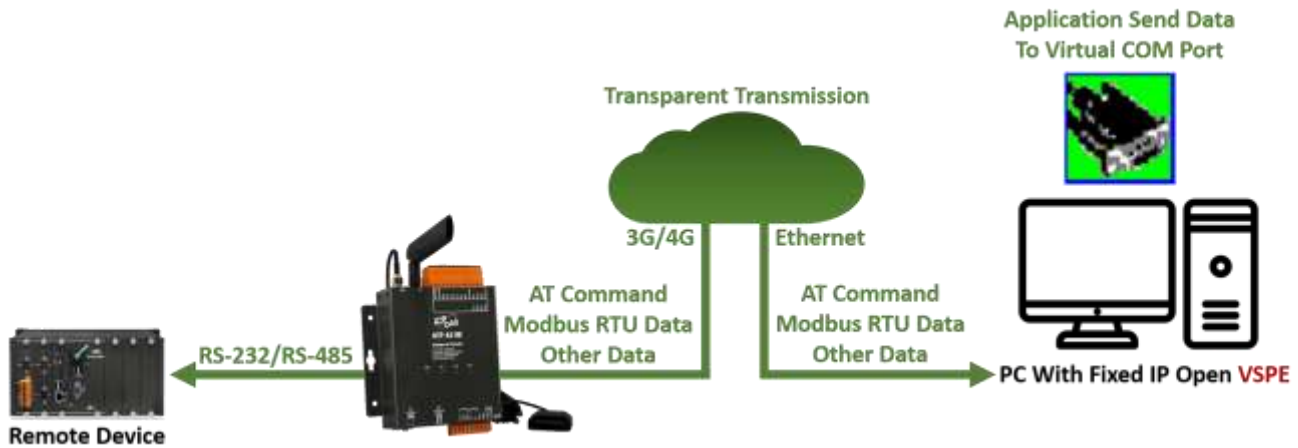 Application Send Data
To Virtual COM Port
Transparent Transmission
3G/4G
Ethernet
AT Command
Modbus RTU Data
Other Data
AT Command
Modbus RTU Data
Other Data
RS-232/RS-485
PC With Fixed IP Open VSPE
Remote Device